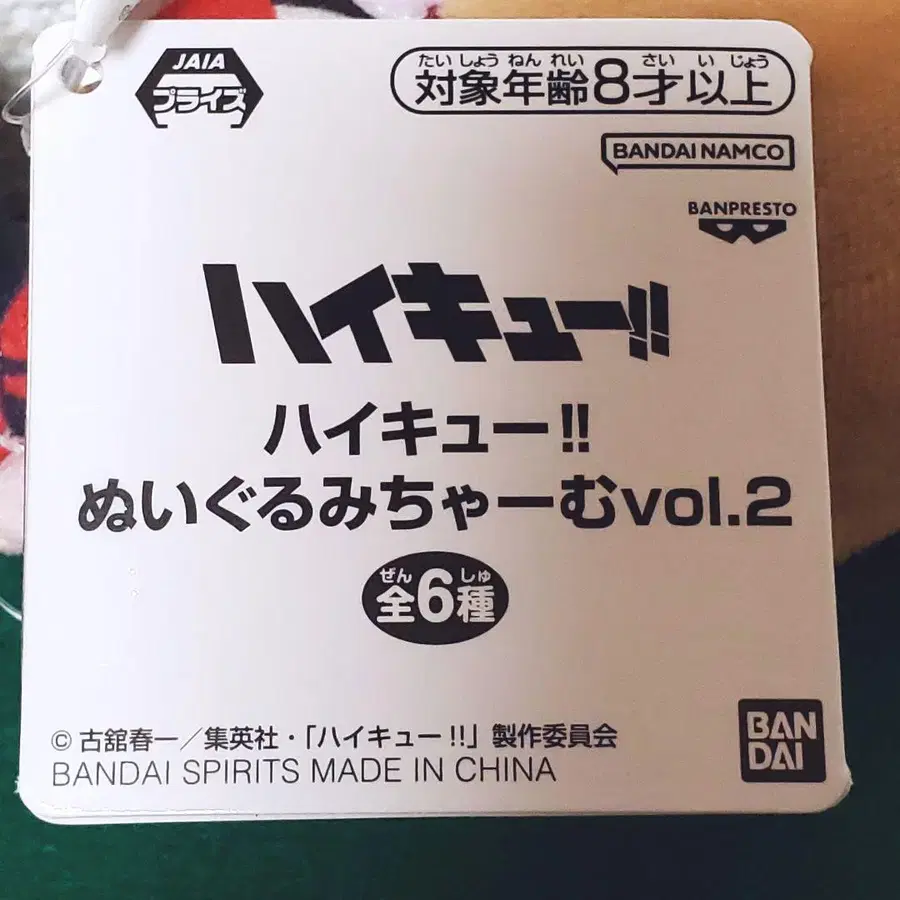 JAIA
プライズ
たいしょうねんれい さいいじょう
対象年齢8才以上
BANDAI NAMCO
BANPRESTO
ハイキュー!!
ハイキュー!!
ぬいぐるみちゃーむvol.2
ぜん しゅ
全6種
© 古舘春一／集英社・「ハイキュー!!」製作委員会
BANDAI SPIRITS MADE IN CHINA
BAN
DAI